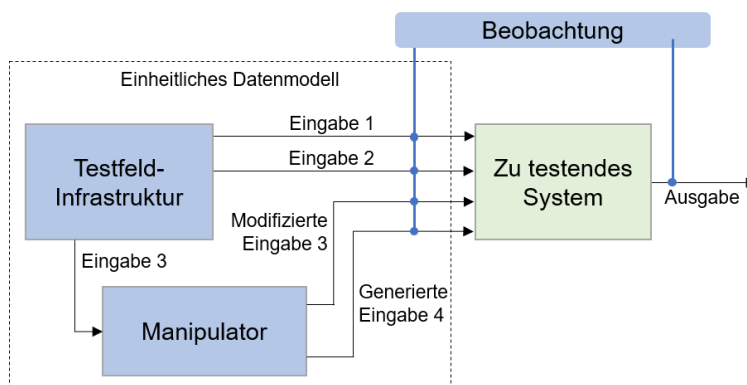 Beobachtung
Einheitliches Datenmodell
Eingabe 1
Testfeld-
Infrastruktur
Eingabe 2
Zu testendes
System
Ausgabe
Modifizierte
Eingabe 3
Eingabe 3
Generierte
Eingabe 4
Manipulator